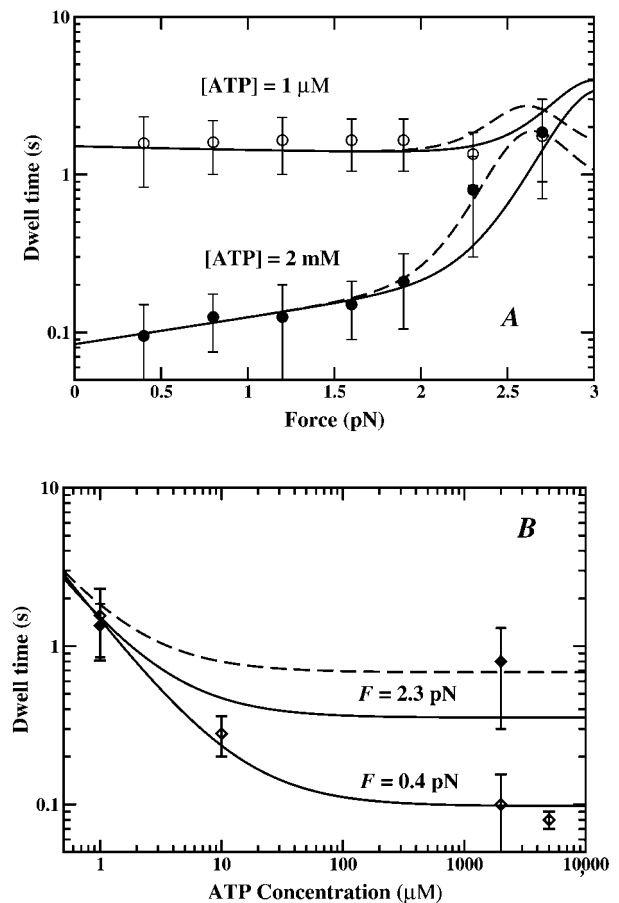 10
[ATP] = 1 μM
1
Dwell time (s)
[ATP] = 2 mM
0.1
A
0 0.5 1 1.5 2 2.5 3
Force (pN)
10
B
Dwell time (s)
1
F = 2.3 pN
F = 0.4 pN
0.1
1 10 100 1000 10,000
ATP Concentration (μM)